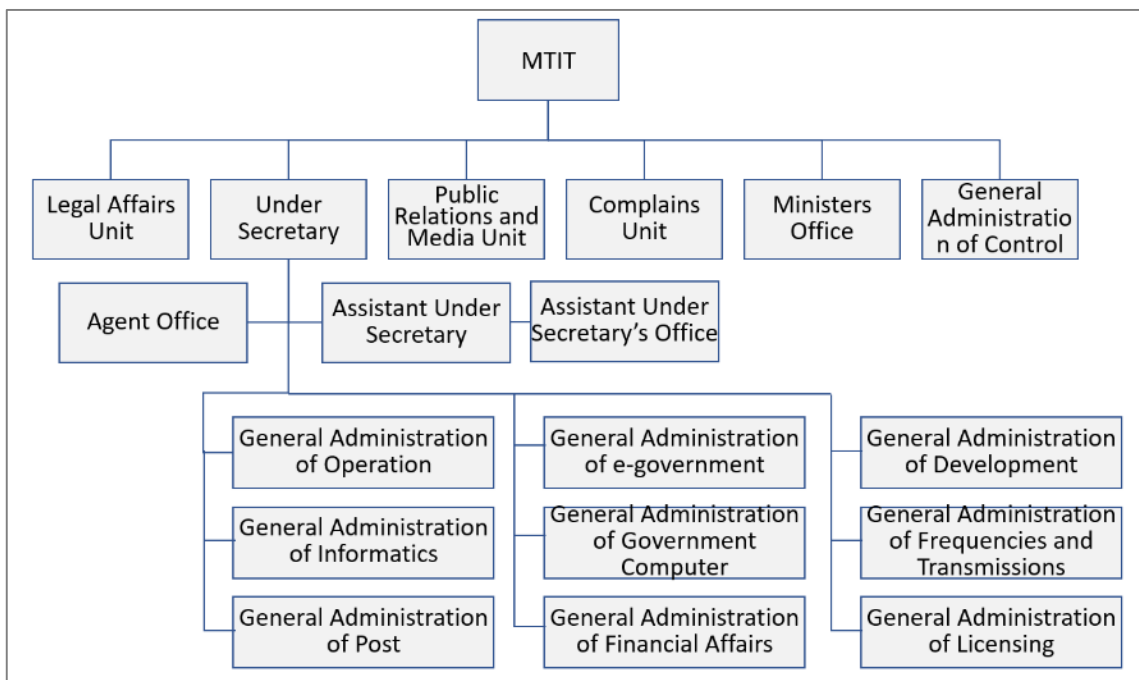 MTIT
Legal Affairs
Unit
Under
Secretary
Public
Relations and
Media Unit
Complains
Unit
Ministers
Office
General
Administratio
n of Control
Agent Office
Assistant Under
Secretary
Assistant Under
Secretary’s Office
General Administration
of Operation
General Administration
of e-government
General Administration
of Development
General Administration
of Informatics
General Administration
of Government
Computer
General Administration
of Frequencies and
Transmissions
General Administration
of Post
General Administration
of Financial Affairs
General Administration
of Licensing